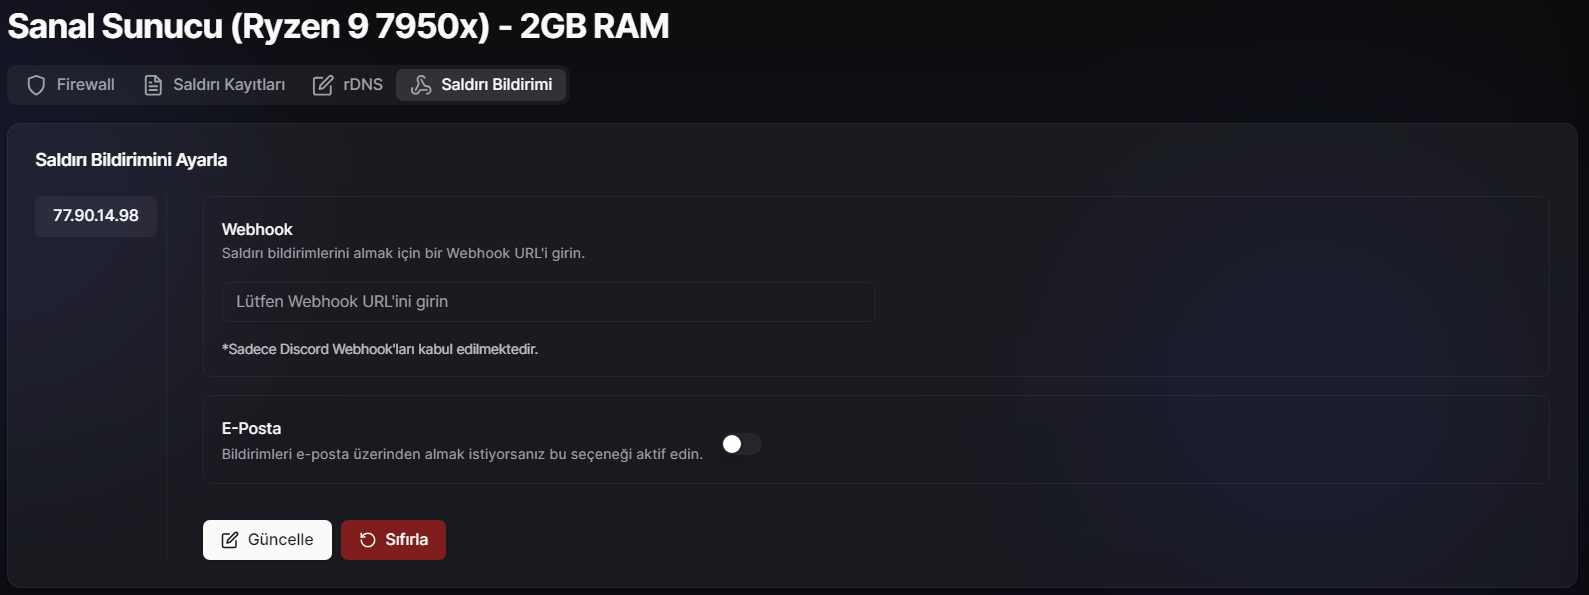 Sanal Sunucu (Ryzen 9 7950x) - 2GB RAM
Firewall Saldırı Kayıtları rDNS Saldırı Bildirimi
Saldırı Bildirimini Ayarla
77.90.14.98
Webhook
Saldırı bildirimlerini almak için bir Webhook URL'i girin.
Lütfen Webhook URL'ini girin
*Sadece Discord Webhook'ları kabul edilmektedir.
E-Posta
Bildirimleri e-posta üzerinden almak istiyorsanız bu seçeneği aktif edin.
Güncelle Sıfırla